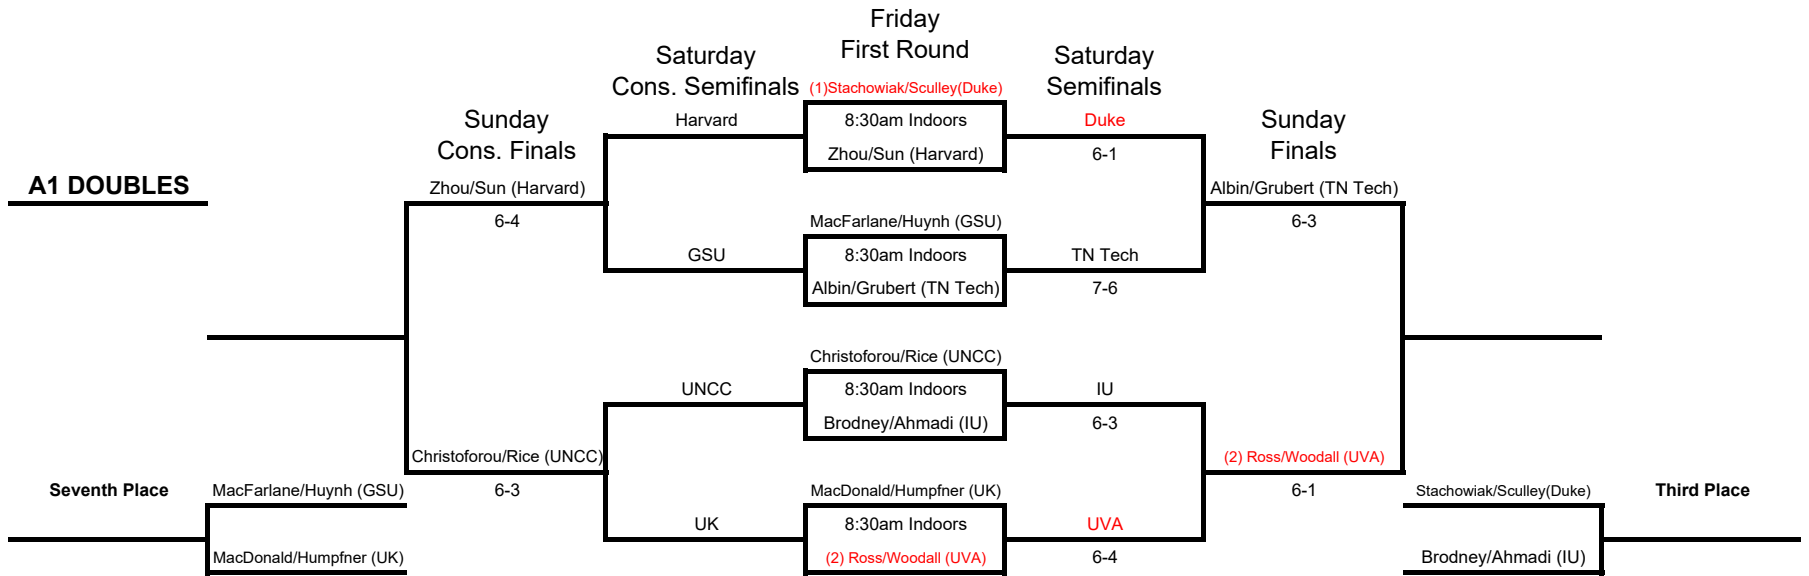 Friday
First Round
Saturday
Cons. Semifinals
Saturday
Semifinals
(1)Stachowiak/Sculley(Duke)
Sunday
Cons. Finals
Harvard
8:30am Indoors
Duke
Sunday
Finals
Zhou/Sun (Harvard)
6-1
A1 DOUBLES
Zhou/Sun (Harvard)
Albin/Grubert (TN Tech)
6-4
MacFarlane/Huynh (GSU)
6-3
GSU
8:30am Indoors
TN Tech
Albin/Grubert (TN Tech)
7-6
Christoforou/Rice (UNCC)
UNCC
8:30am Indoors
IU
Brodney/Ahmadi (IU)
6-3
Christoforou/Rice (UNCC)
(2) Ross/Woodall (UVA)
Seventh Place
MacFarlane/Huynh (GSU)
6-3
MacDonald/Humpfner (UK)
6-1
Stachowiak/Sculley(Duke)
Third Place
UK
8:30am Indoors
UVA
MacDonald/Humpfner (UK)
(2) Ross/Woodall (UVA)
6-4
Brodney/Ahmadi (IU)